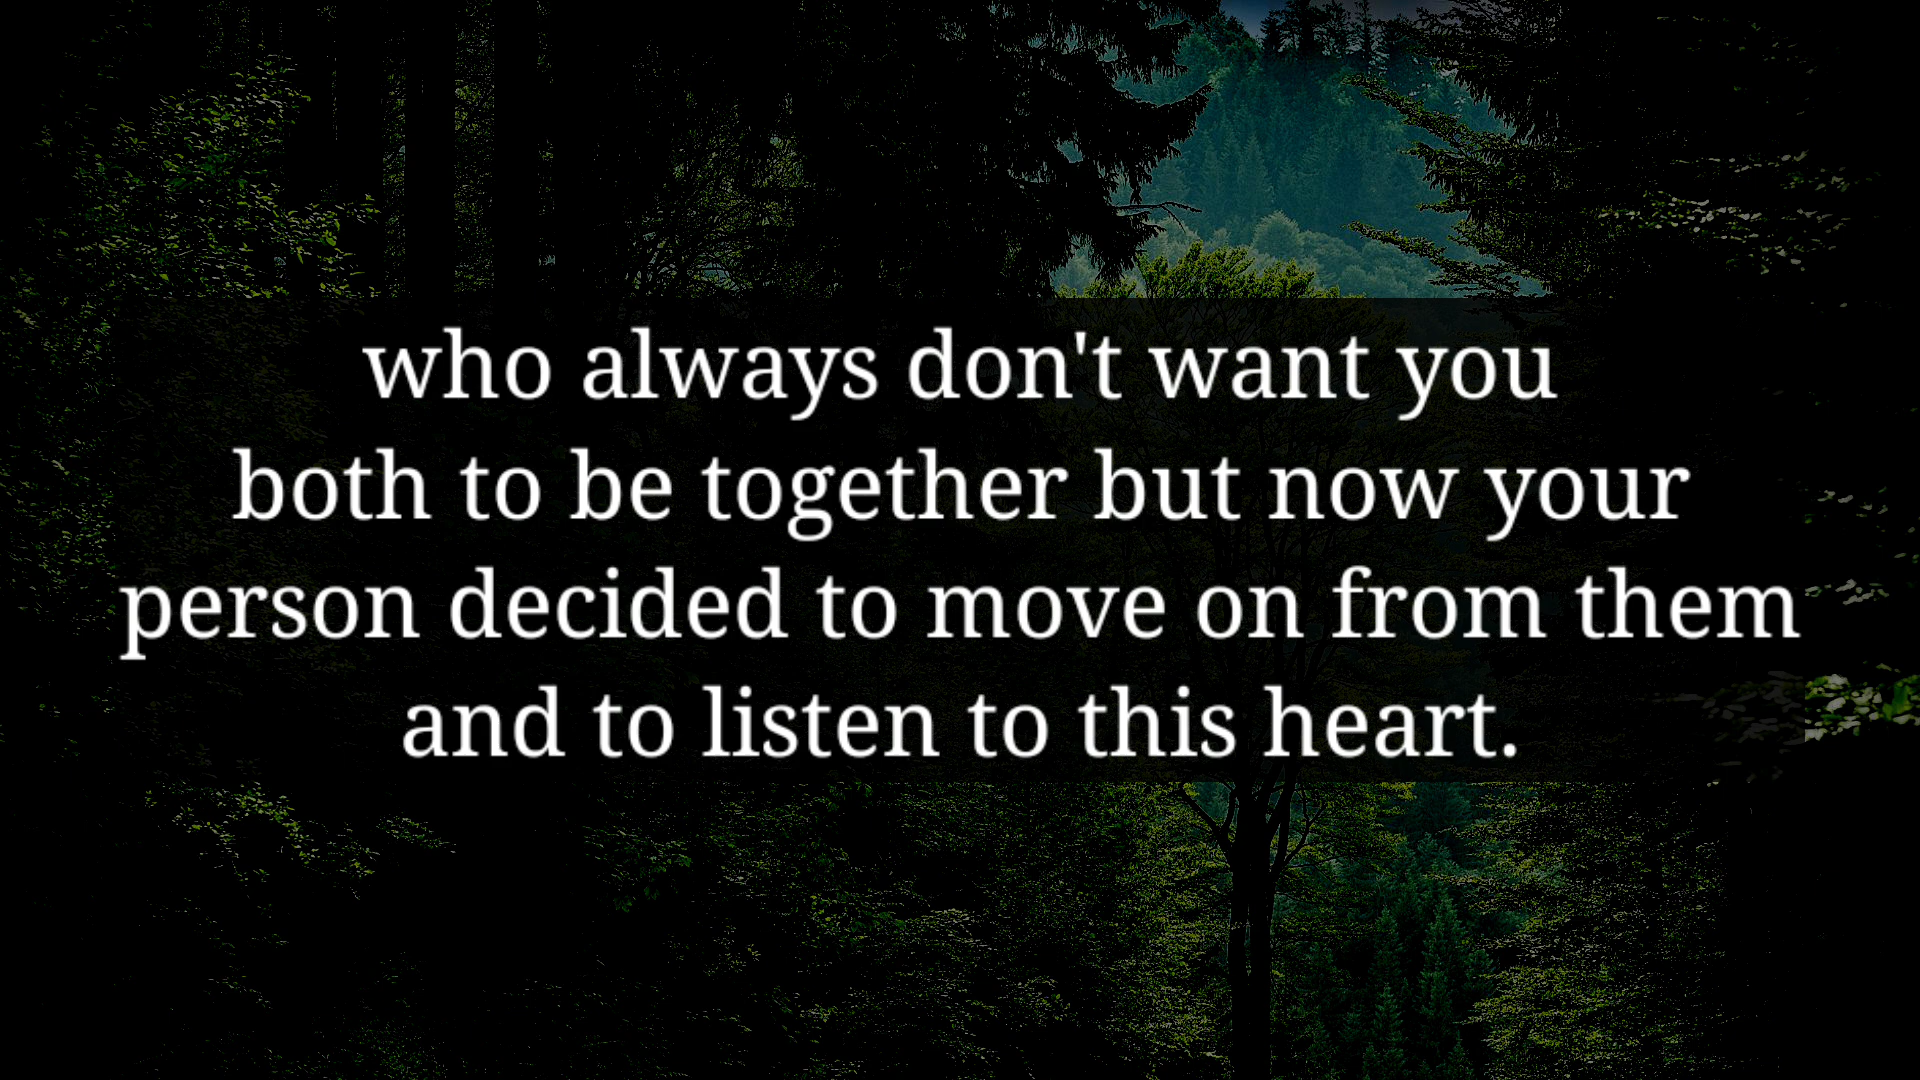 who always don't want you
both to be together but now your
person decided to move on from them
and to listen to this heart.